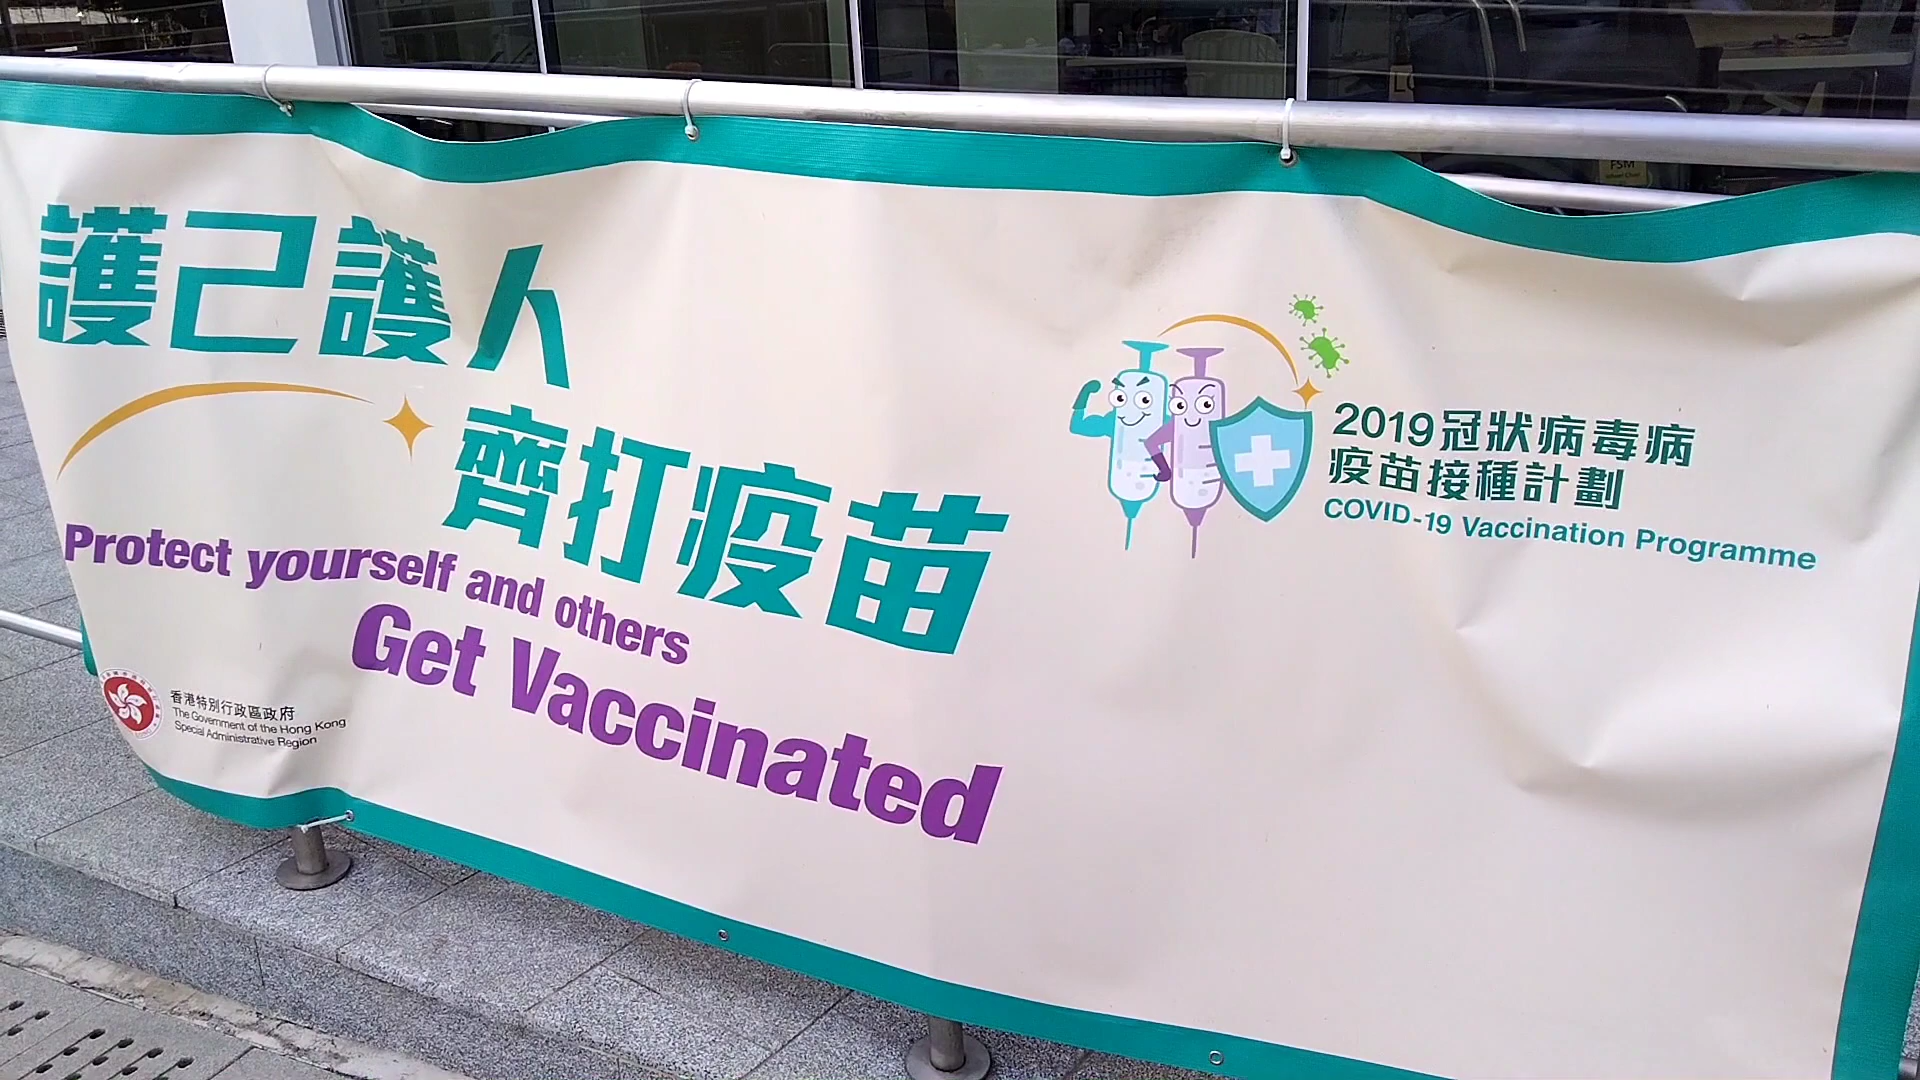 護己護人
齊打疫苗
Protect yourself and others
Get Vaccinated
香港特別行政區政府
The Government of the Hong Kong
Special Administrative Region
2019冠狀病毒病
疫苗接種計劃
COVID-19 Vaccination Programme
FSM